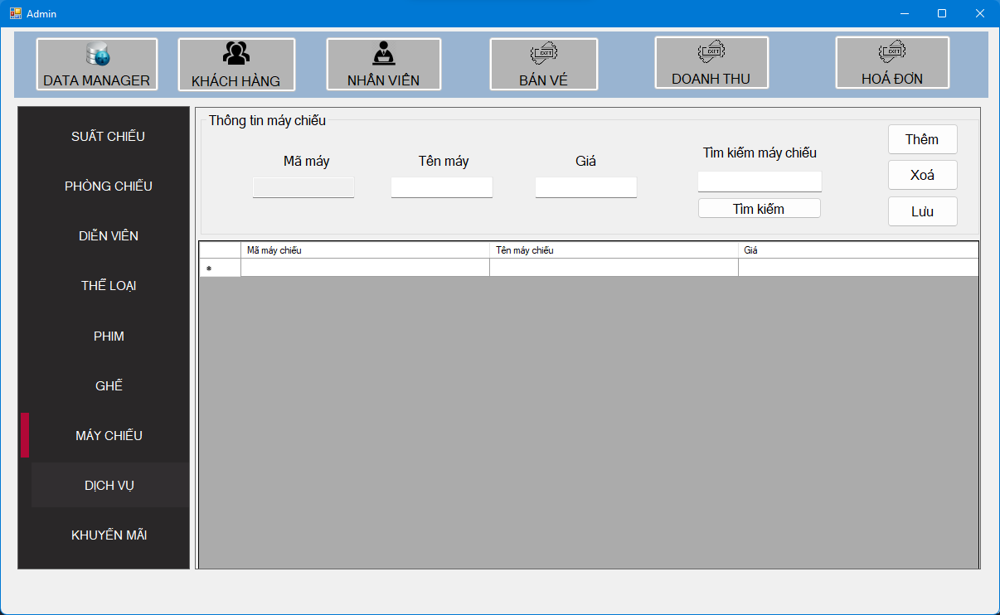 Admin
DATA MANAGER
KHÁCH HÀNG
NHÂN VIÊN
BÁN VÉ
DOANH THU
HOÁ ĐƠN
SUẤT CHIẾU
PHÒNG CHIẾU
DIỄN VIÊN
THỂ LOẠI
PHIM
GHẾ
MÁY CHIẾU
DỊCH VỤ
KHUYẾN MÃI
Thông tin máy chiếu
Mã máy
Tên máy
Giá
Tìm kiếm máy chiếu
Tìm kiếm
Thêm
Xoá
Lưu
Mã máy chiếu
Tên máy chiếu
Giá